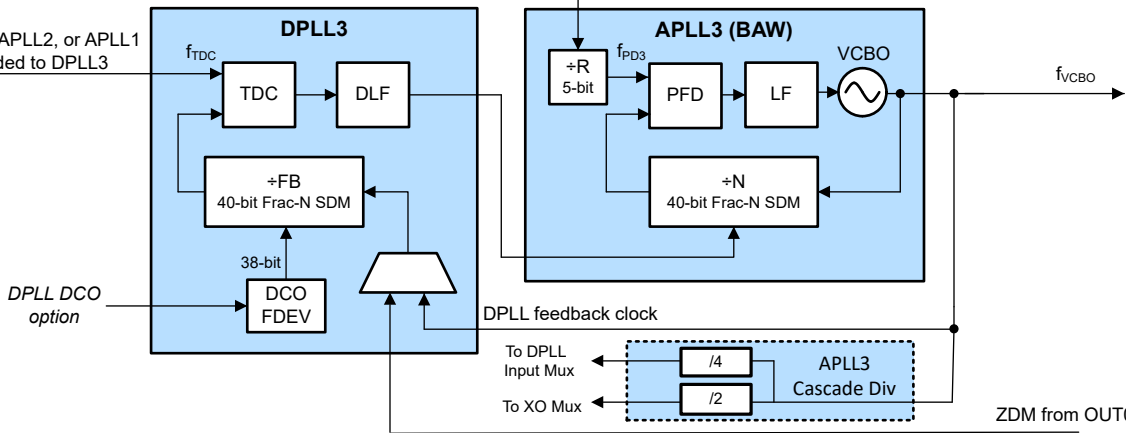 APLL2, or APLL1
ded to DPLL3
DPLL3
fTDC
TDC
DLF
÷FB
40-bit Frac-N SDM
38-bit
DCO
FDEV
DPLL DCO
option
APLL3 (BAW)
÷R
5-bit
fPD3
PFD
LF
VCBO
fVCBO
÷N
40-bit Frac-N SDM
DPLL feedback clock
To DPLL
Input Mux
/4
APLL3
Cascade Div
To XO Mux
/2
ZDM from OUT0